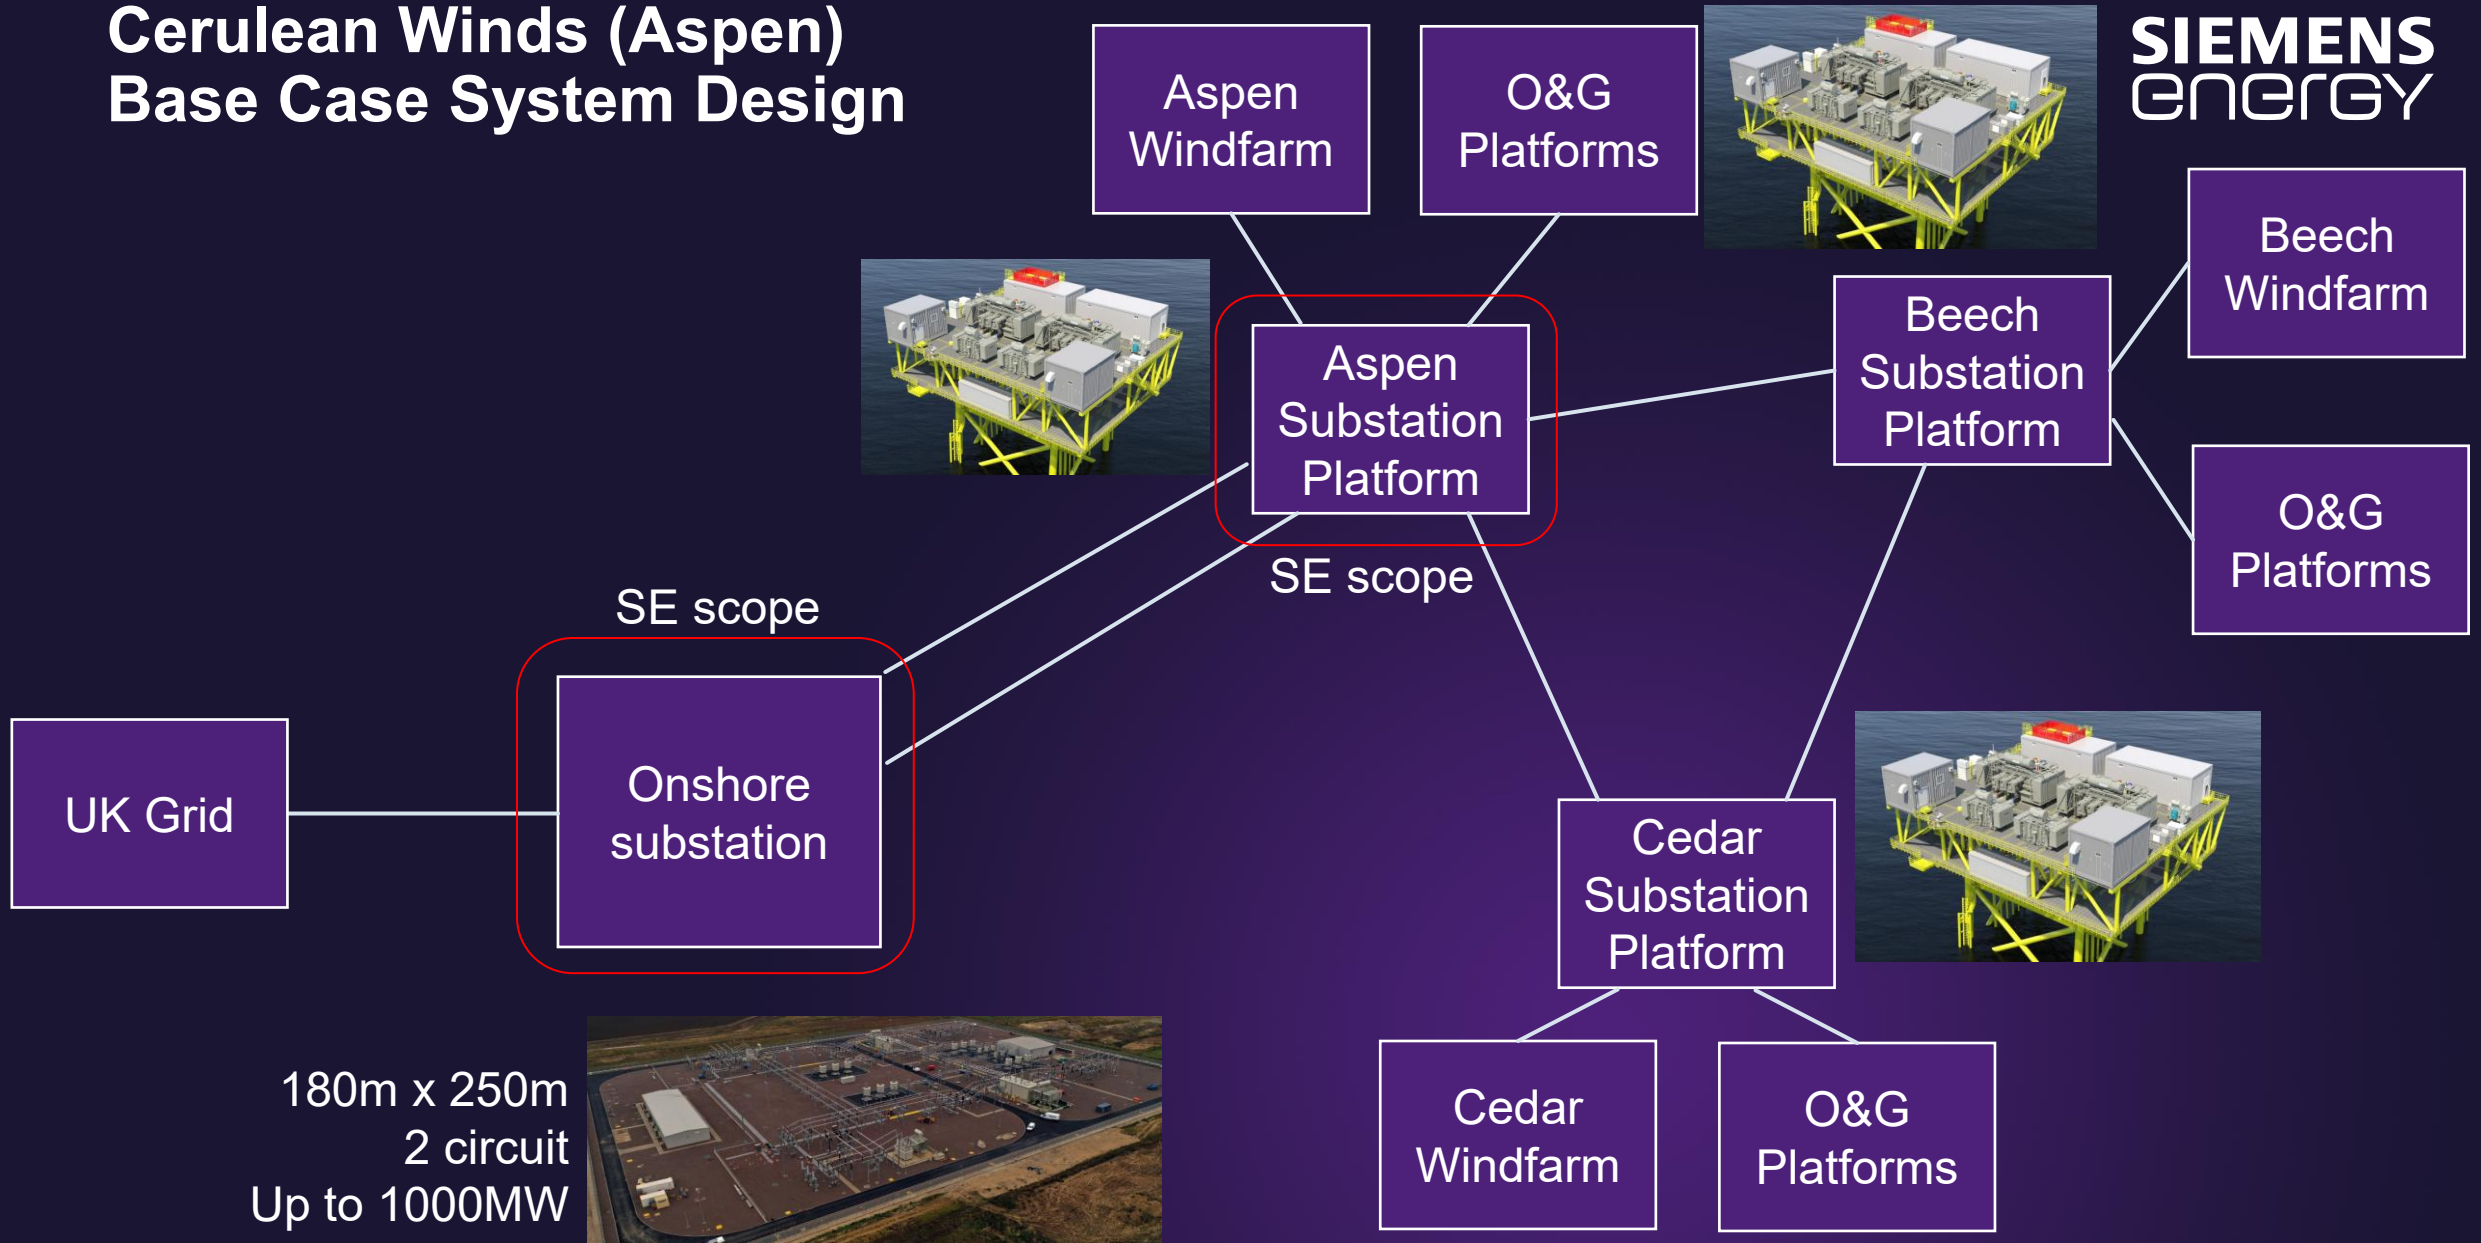 Cerulean Winds (Aspen)
Base Case System Design
SIEMENS
energy
Aspen
Windfarm
O&G
Platforms
Beech
Windfarm
Beech
Substation
Platform
O&G
Platforms
Aspen
Substation
Platform
SE scope
SE scope
UK Grid
Onshore
substation
Cedar
Substation
Platform
Cedar
Windfarm
O&G
Platforms
180m x 250m
2 circuit
Up to 1000MW